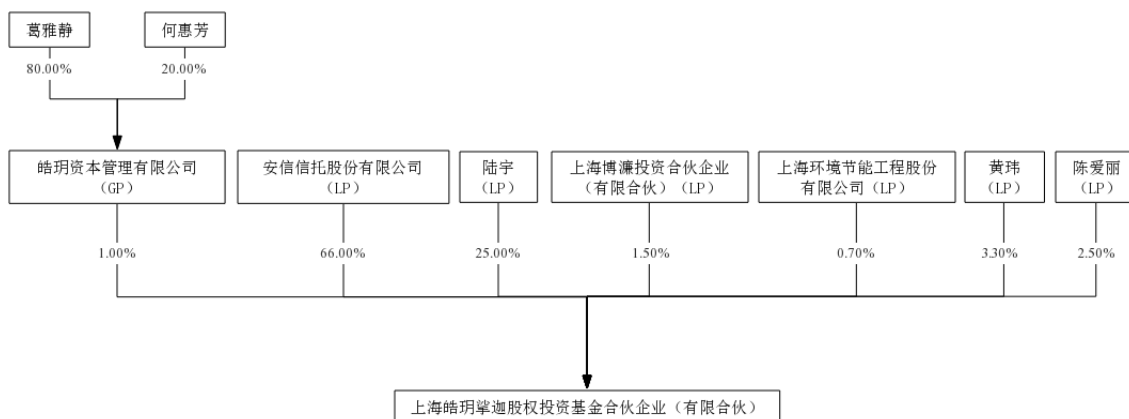 葛雅静
何惠芳
80.00%
20.00%
皓玥资本管理有限公司
（GP）
安信信托股份有限公司
（LP）
陆宇
（LP）
上海博濂投资合伙企业
（有限合伙）（LP）
上海环境节能工程股份
有限公司（LP）
黄玮
（LP）
陈爱丽
（LP）
1.00%
66.00%
25.00%
1.50%
0.70%
3.30%
2.50%
上海皓玥挲迦股权投资基金合伙企业（有限合伙）